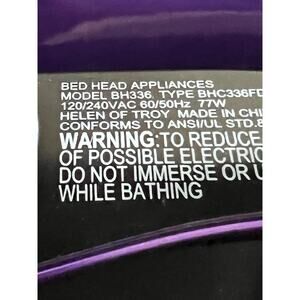 BED HEAD APPLIANCES
MODEL BH336. TYPE BHC336FD
120/240VAC 60/50Hz 77W
HELEN OF TROY MADE IN CHI
CONFORMS TO ANSI/UL STD.8
WARNING:TO REDUCE
OF POSSIBLE ELECTRIC
DO NOT IMMERSE OR U
WHILE BATHING